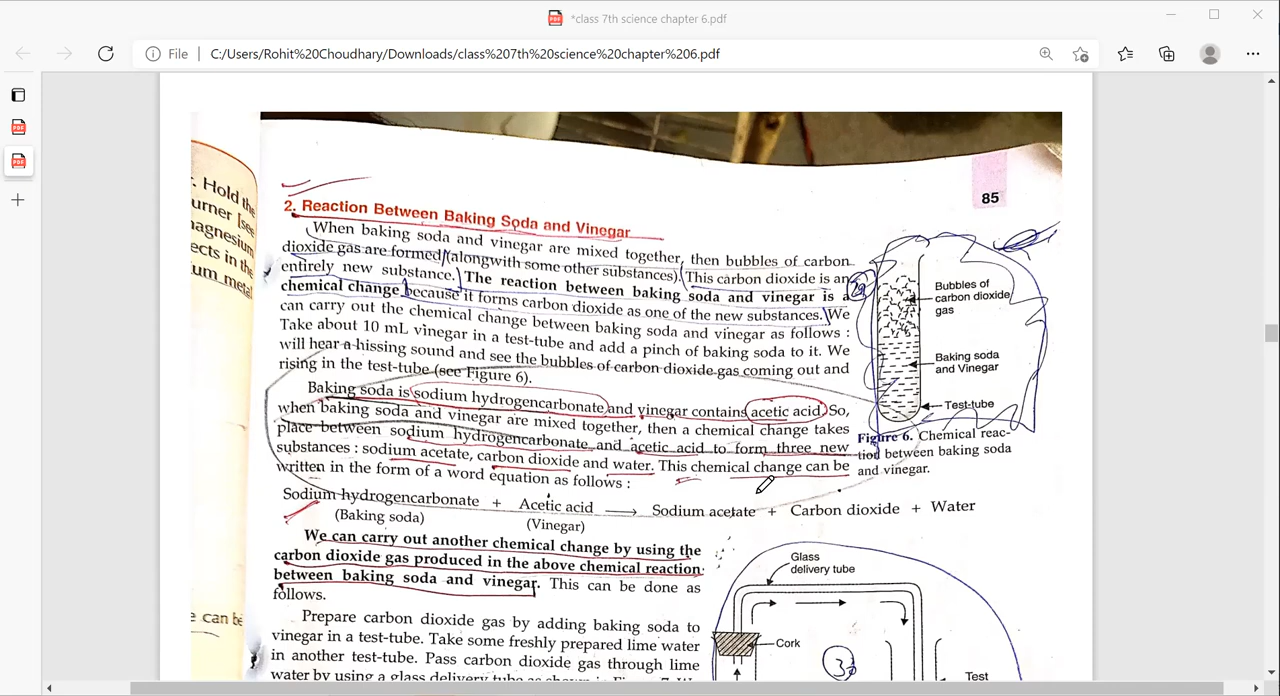 *class 7th science chapter 6.pdf
File
C:/Users/Rohit%20Choudhary/Downloads/class%207th%20science%20chapter%206.pdf
. Hold the
urner [see
nagnesium
ects in the
um metal
e can be
85
2. Reaction Between Baking Soda and Vinegar
When baking soda and vinegar are mixed together, then bubbles of carbon
dioxide gas are formed (alongwith some other substances). This carbon dioxide is an
entirely new substance. The reaction between baking soda and vinegar is a
chemical change because it forms carbon dioxide as one of the new substances. We
can carry out the chemical change between baking soda and vinegar as follows :
Take about 10 mL vinegar in a test-tube and add a pinch of baking soda to it. We
will hear a hissing sound and see the bubbles of carbon dioxide gas coming out and
rising in the test-tube (see Figure 6).
Bubbles of
carbon dioxide
gas
Baking soda
and Vinegar
Test-tube
Figure 6. Chemical reac-
tion between baking soda
and vinegar.
Baking soda is sodium hydrogencarbonate and vinegar contains acetic acid. So,
when baking soda and vinegar are mixed together, then a chemical change takes
place between sodium hydrogencarbonate and acetic acid to form three new
substances : sodium acetate, carbon dioxide and water. This chemical change can be
written in the form of a word equation as follows :
Sodium hydrogencarbonate + Acetic acid ⟶ Sodium acetate + Carbon dioxide + Water
(Baking soda) (Vinegar)
We can carry out another chemical change by using the
carbon dioxide gas produced in the above chemical reaction
between baking soda and vinegar. This can be done as
follows.
Prepare carbon dioxide gas by adding baking soda to
vinegar in a test-tube. Take some freshly prepared lime water
in another test-tube. Pass carbon dioxide gas through lime
water by using a glass delivery tube as shown in
Glass
delivery tube
Cork
Test